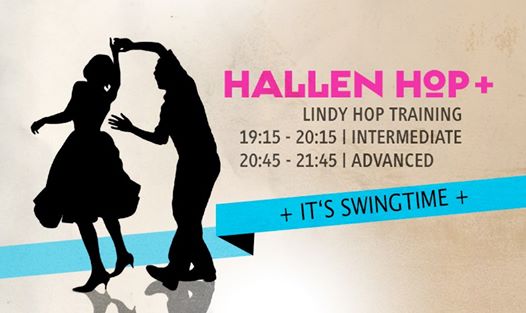 HALLEN HOP+
LINDY HOP TRAINING
19:15 - 20:15 | INTERMEDIATE
20:45 - 21:45 | ADVANCED
+ IT'S SWINGTIME +